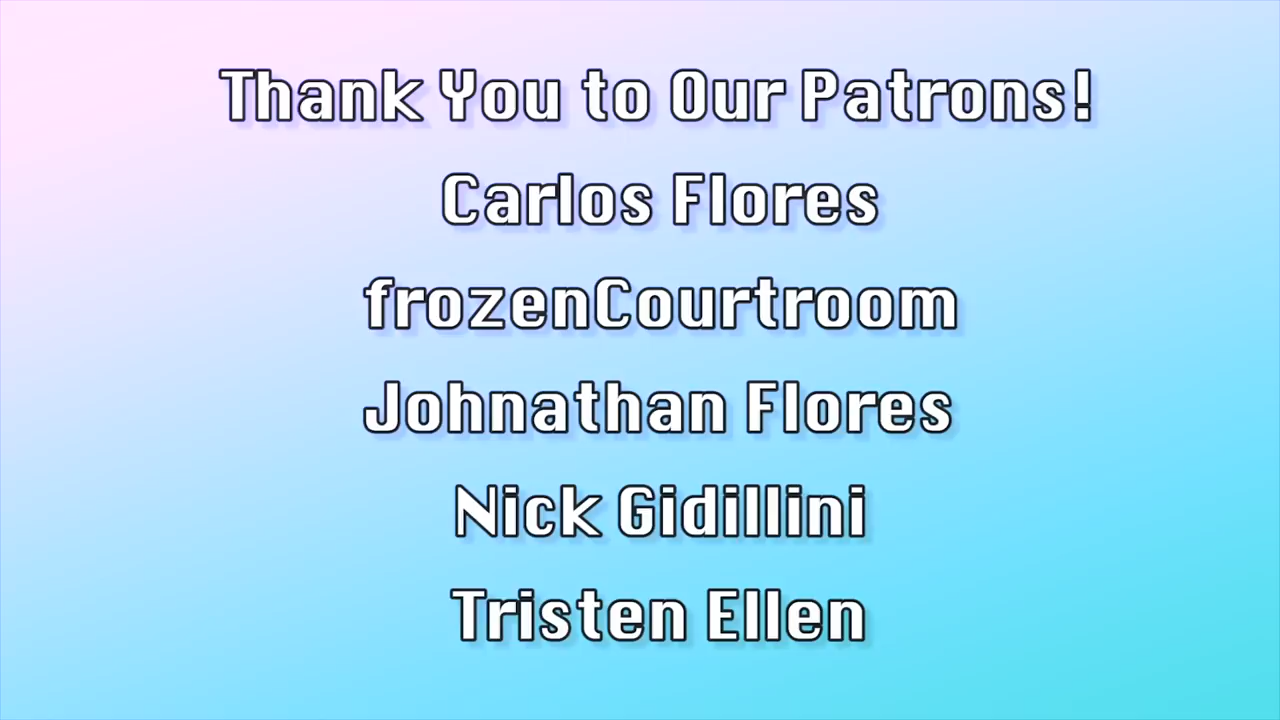 Thank You to Our Patrons!
Carlos Flores
frozenCourtroom
Johnathan Flores
Nick Gidillini
Tristen Ellen